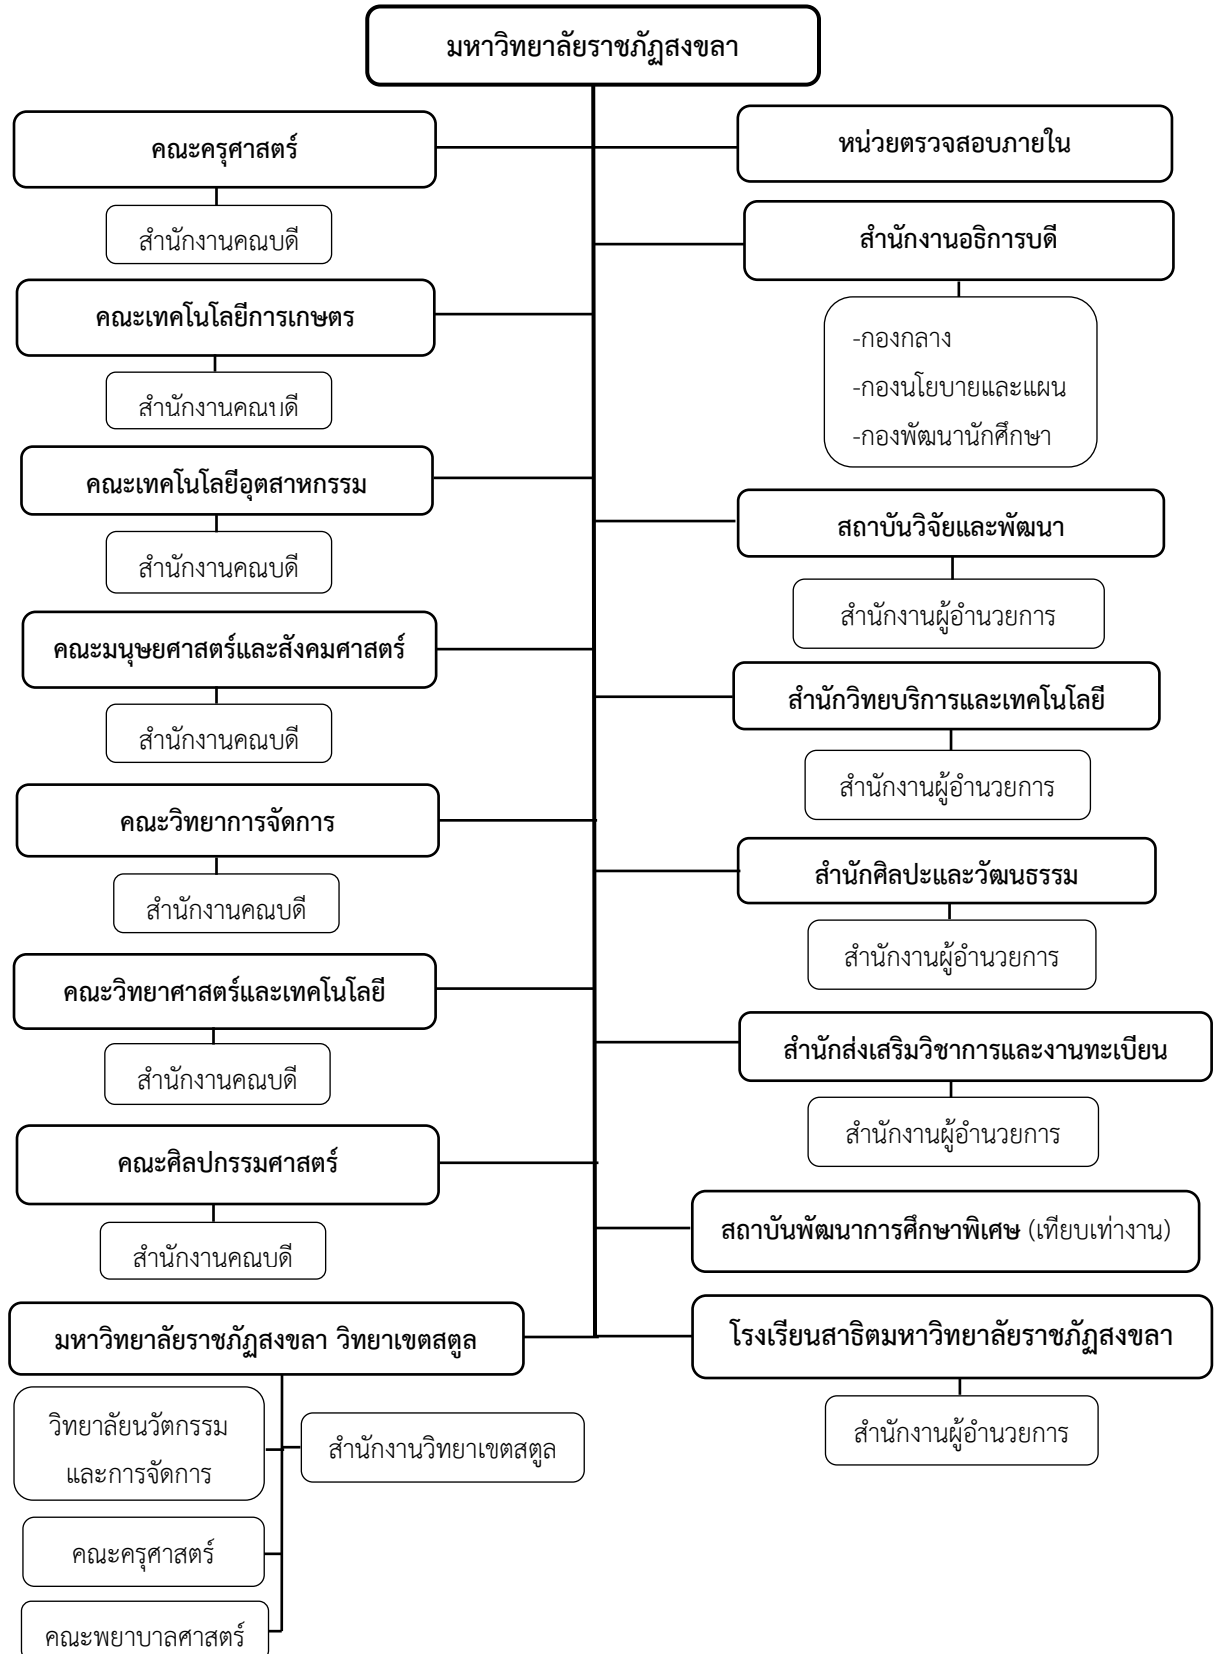 มหาวิทยาลัยราชภัฏสงขลา
คณะครุศาสตร์
สำนักงานคณบดี
คณะเทคโนโลยีการเกษตร
สำนักงานคณบดี
คณะเทคโนโลยีอุตสาหกรรม
สำนักงานคณบดี
คณะมนุษยศาสตร์และสังคมศาสตร์
สำนักงานคณบดี
คณะวิทยาการจัดการ
สำนักงานคณบดี
คณะวิทยาศาสตร์และเทคโนโลยี
สำนักงานคณบดี
คณะศิลปกรรมศาสตร์
สำนักงานคณบดี
มหาวิทยาลัยราชภัฏสงขลา วิทยาเขตสตูล
วิทยาลัยนวัตกรรม
และการจัดการ
สำนักงานวิทยาเขตสตูล
คณะครุศาสตร์
คณะพยาบาลศาสตร์
หน่วยตรวจสอบภายใน
สำนักงานอธิการบดี
-กองกลาง
-กองนโยบายและแผน
-กองพัฒนานักศึกษา
สถาบันวิจัยและพัฒนา
สำนักงานผู้อำนวยการ
สำนักวิทยบริการและเทคโนโลยี
สำนักงานผู้อำนวยการ
สำนักศิลปะและวัฒนธรรม
สำนักงานผู้อำนวยการ
สำนักส่งเสริมวิชาการและงานทะเบียน
สำนักงานผู้อำนวยการ
สถาบันพัฒนาการศึกษาพิเศษ (เทียบเท่างาน)
โรงเรียนสาธิตมหาวิทยาลัยราชภัฏสงขลา
สำนักงานผู้อำนวยการ